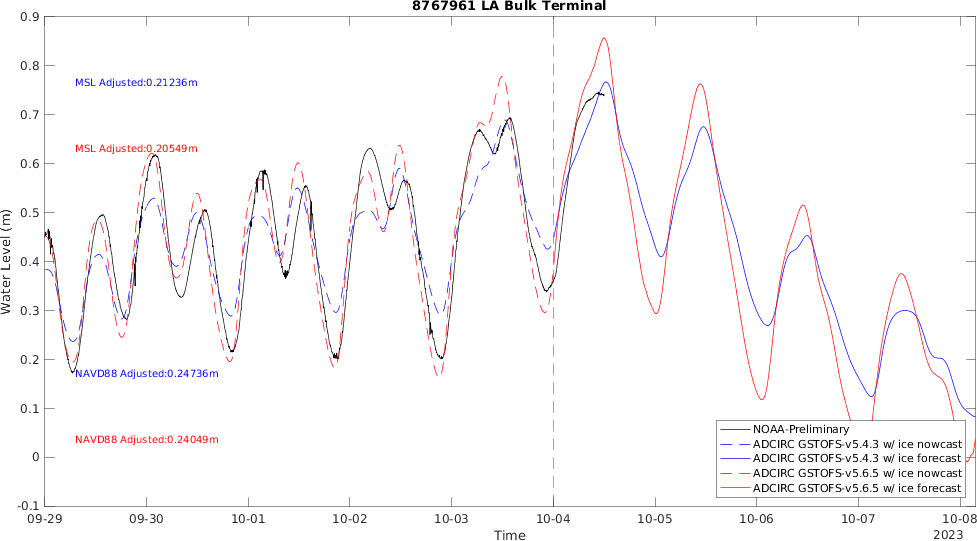 8767961 LA Bulk Terminal
0.9
0.8
MSL Adjusted:0.21236m
0.7
MSL Adjusted:0.20549m
0.6
0.5
Water Level (m)
0.4
0.3
0.2
NAVD88 Adjusted:0.24736m
0.1
NAVD88 Adjusted:0.24049m
NOAA-Preliminary
ADCIRC GSTOFS-v5.4.3 w/ ice nowcast
0
ADCIRC GSTOFS-v5.4.3 w/ ice forecast
ADCIRC GSTOFS-v5.6.5 w/ ice nowcast
ADCIRC GSTOFS-v5.6.5 w/ ice forecast
-0.1
09-29 09-30 10-01 10-02 10-03 10-04 10-05 10-06 10-07 10-08
Time
2023